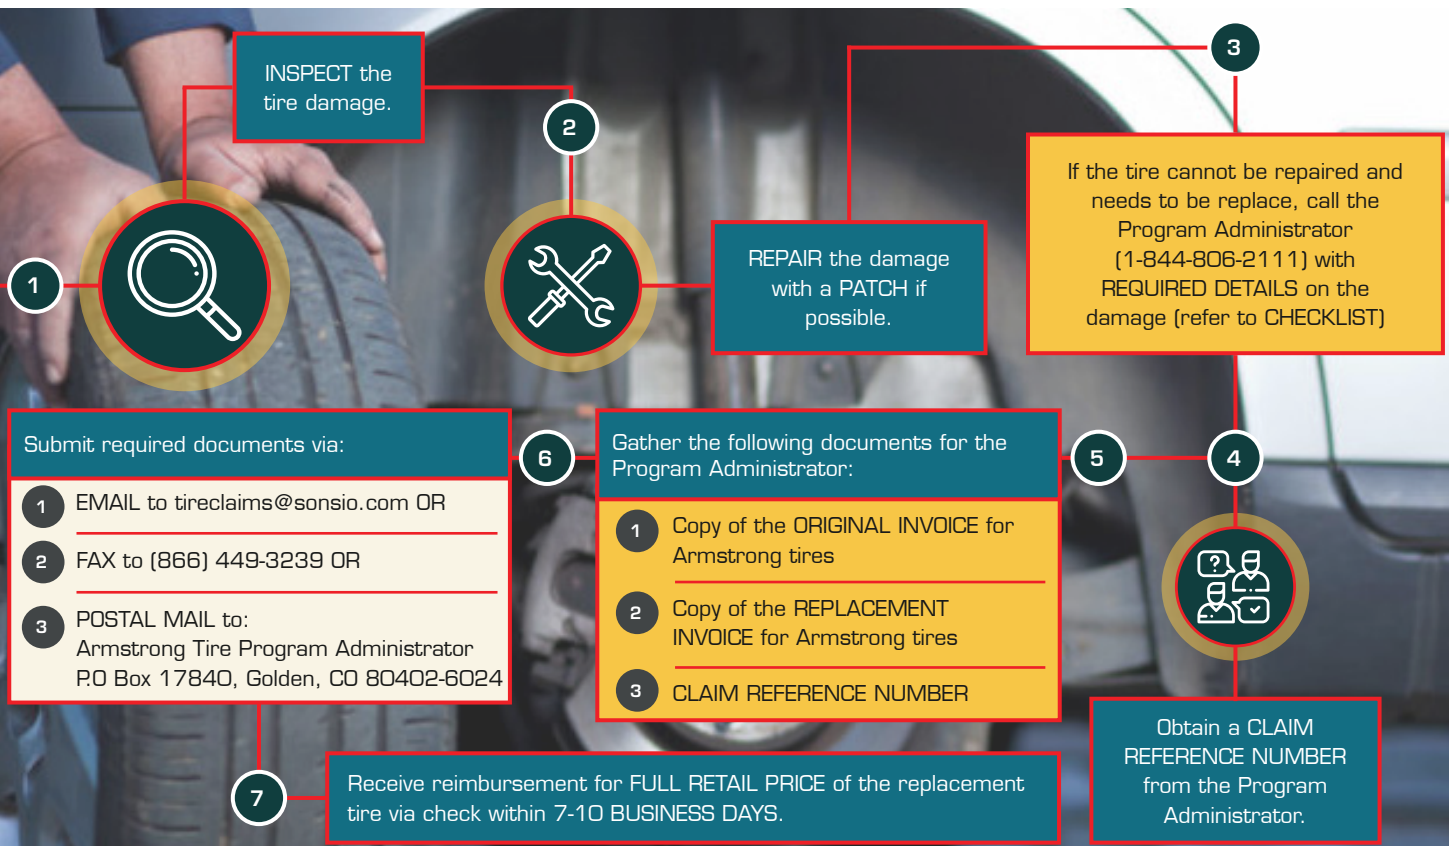 1
INSPECT the
tire damage.
2
REPAIR the damage
with a PATCH if
possible.
3
If the tire cannot be repaired and
needs to be replace, call the
Program Administrator
(1-844-806-2111) with
REQUIRED DETAILS on the
damage (refer to CHECKLIST)
4
Obtain a CLAIM
REFERENCE NUMBER
from the Program
Administrator.
5
Gather the following documents for the
Program Administrator:
1 Copy of the ORIGINAL INVOICE for
Armstrong tires
2 Copy of the REPLACEMENT
INVOICE for Armstrong tires
3 CLAIM REFERENCE NUMBER
6
Submit required documents via:
1 EMAIL to tireclaims@sonsio.com OR
2 FAX to (866) 449-3239 OR
3 POSTAL MAIL to:
Armstrong Tire Program Administrator
P.O Box 17840, Golden, CO 80402-6024
7
Receive reimbursement for FULL RETAIL PRICE of the replacement
tire via check within 7-10 BUSINESS DAYS.